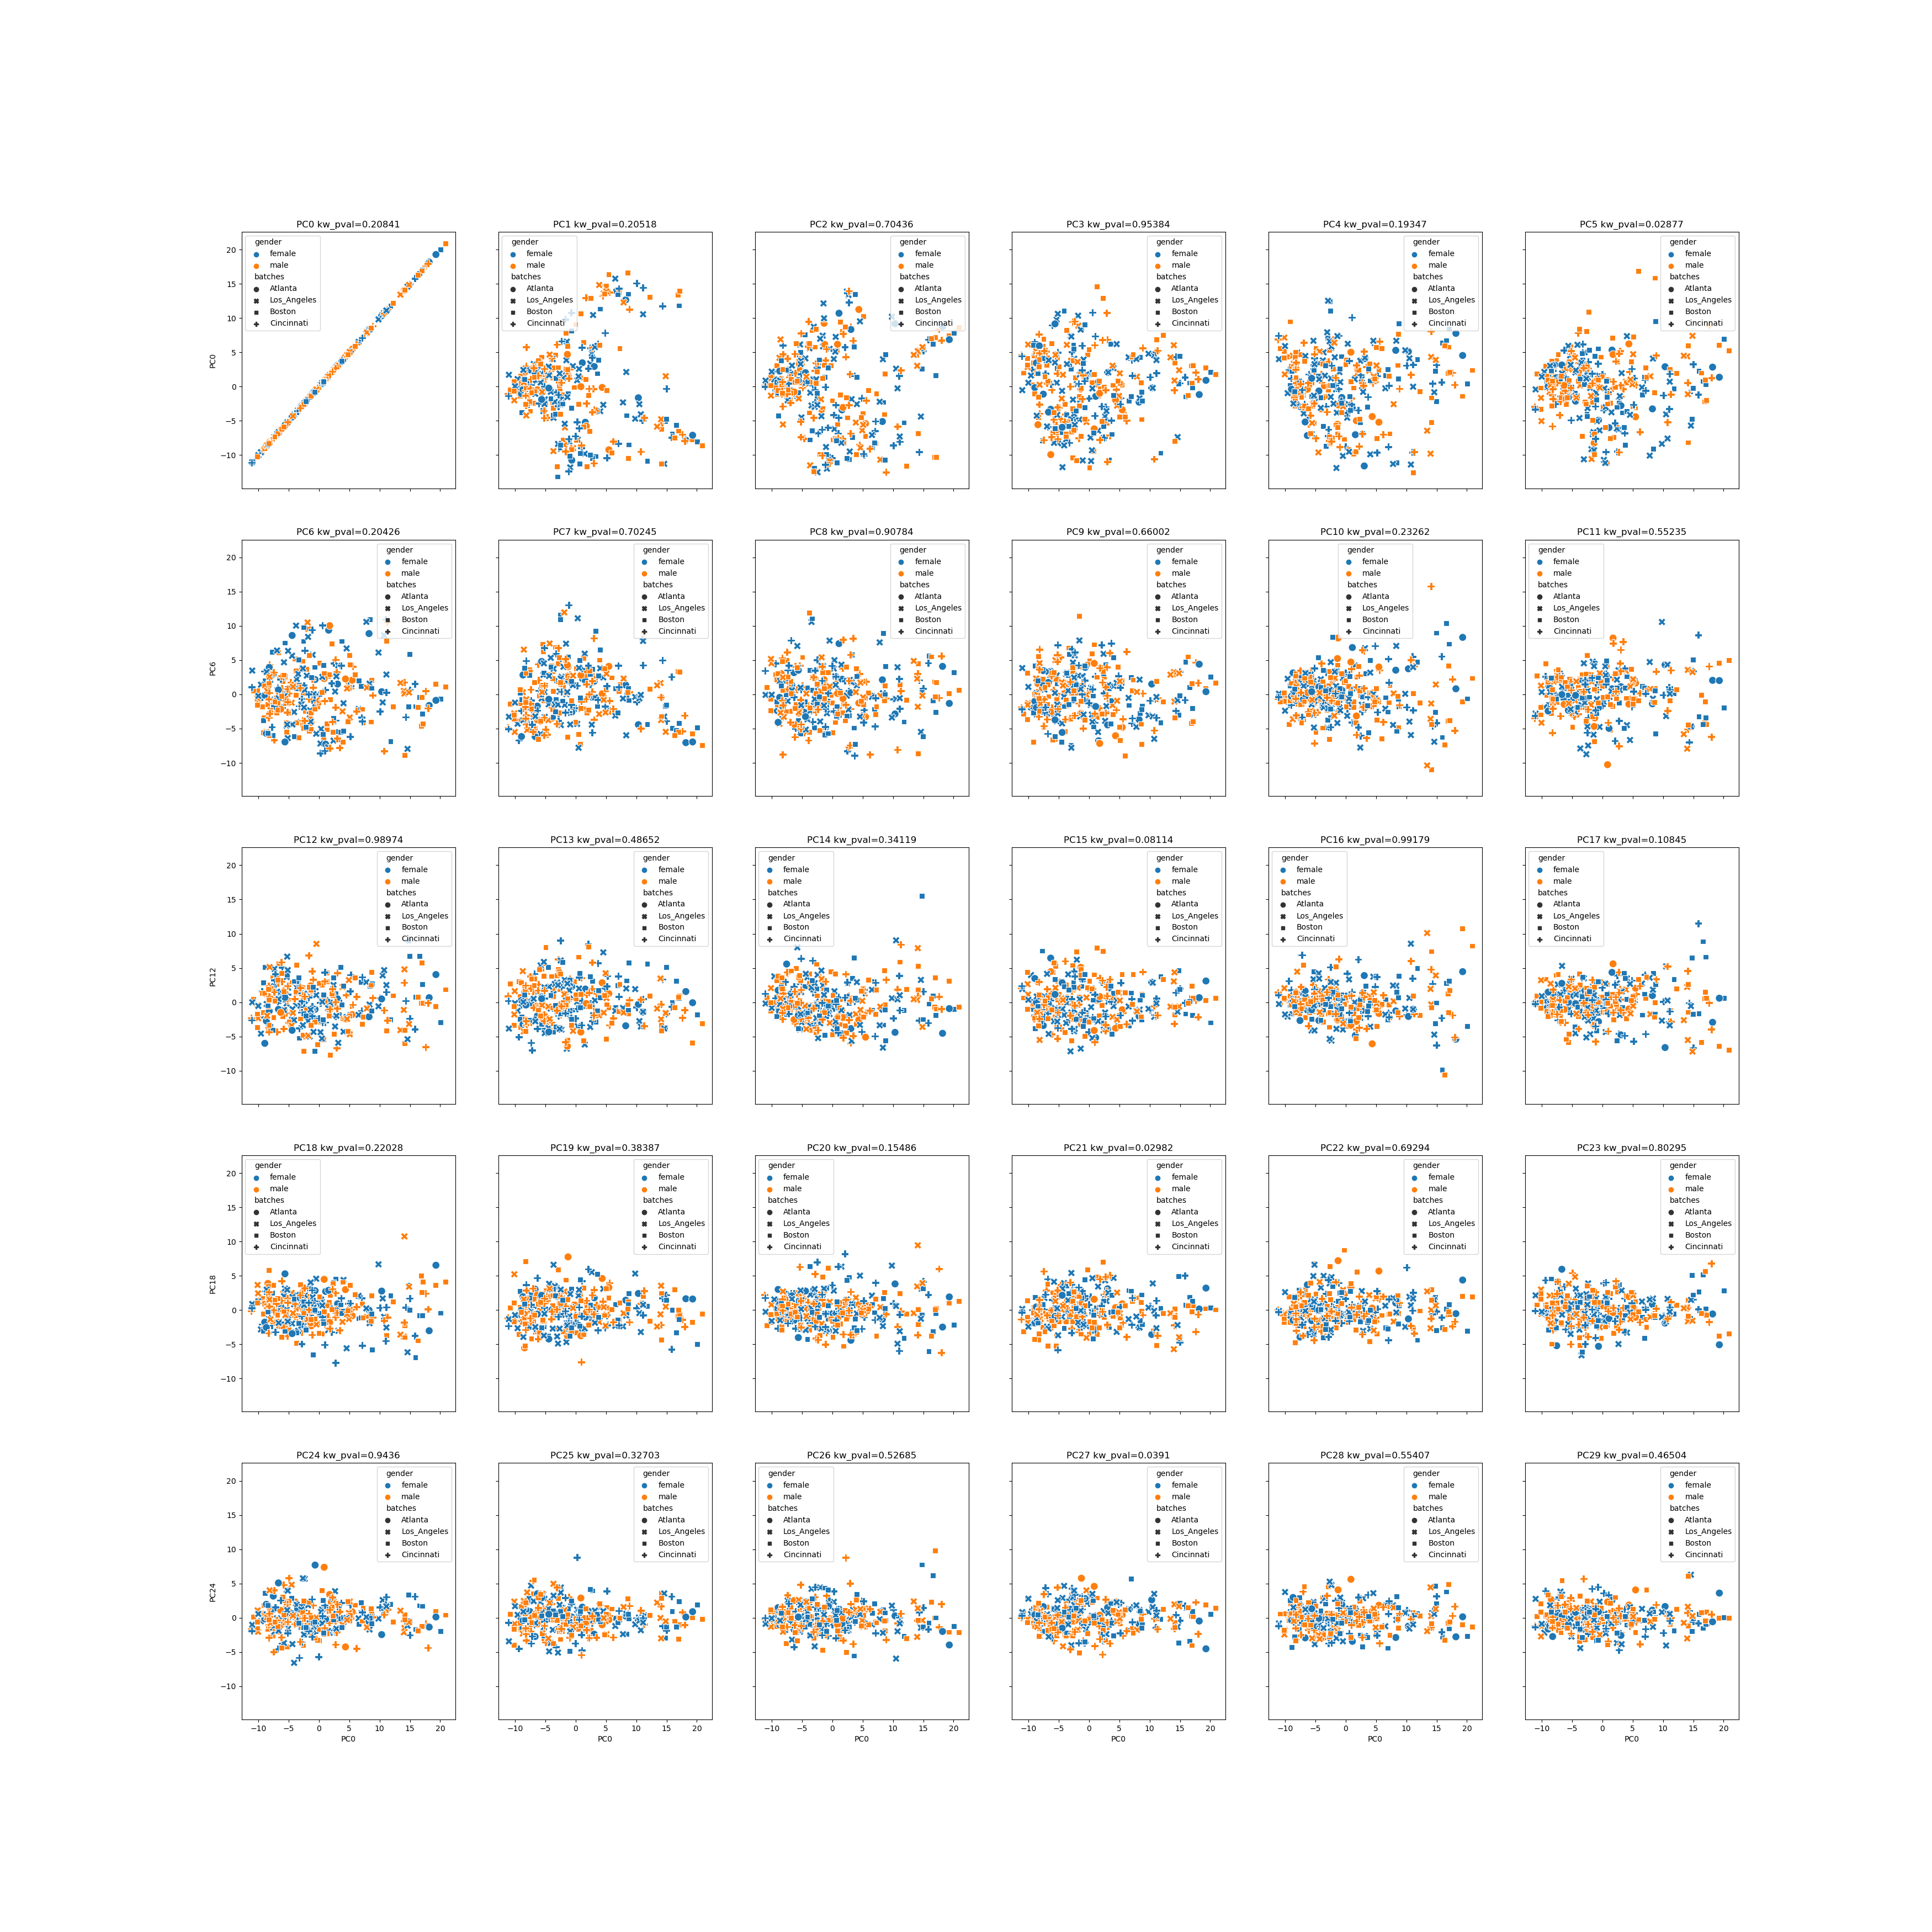 PC0 kw_pval=0.20841
PC0
20
15
10
5
0
−5
−10
gender
female
male
batches
Atlanta
Los_Angeles
Boston
Cincinnati
PC1 kw_pval=0.20518
gender
female
male
batches
Atlanta
Los_Angeles
Boston
Cincinnati
PC2 kw_pval=0.70436
gender
female
male
batches
Atlanta
Los_Angeles
Boston
Cincinnati
PC3 kw_pval=0.95384
gender
female
male
batches
Atlanta
Los_Angeles
Boston
Cincinnati
PC4 kw_pval=0.19347
gender
female
male
batches
Atlanta
Los_Angeles
Boston
Cincinnati
PC5 kw_pval=0.02877
gender
female
male
batches
Atlanta
Los_Angeles
Boston
Cincinnati
PC6 kw_pval=0.20426
PC6
20
15
10
5
0
−5
−10
gender
female
male
batches
Atlanta
Los_Angeles
Boston
Cincinnati
PC7 kw_pval=0.70245
gender
female
male
batches
Atlanta
Los_Angeles
Boston
Cincinnati
PC8 kw_pval=0.90784
gender
female
male
batches
Atlanta
Los_Angeles
Boston
Cincinnati
PC9 kw_pval=0.66002
gender
female
male
batches
Atlanta
Los_Angeles
Boston
Cincinnati
PC10 kw_pval=0.23262
gender
female
male
batches
Atlanta
Los_Angeles
Boston
Cincinnati
PC11 kw_pval=0.55235
gender
female
male
batches
Atlanta
Los_Angeles
Boston
Cincinnati
PC12 kw_pval=0.98974
PC12
20
15
10
5
0
−5
−10
gender
female
male
batches
Atlanta
Los_Angeles
Boston
Cincinnati
PC13 kw_pval=0.48652
gender
female
male
batches
Atlanta
Los_Angeles
Boston
Cincinnati
PC14 kw_pval=0.34119
gender
female
male
batches
Atlanta
Los_Angeles
Boston
Cincinnati
PC15 kw_pval=0.08114
gender
female
male
batches
Atlanta
Los_Angeles
Boston
Cincinnati
PC16 kw_pval=0.99179
gender
female
male
batches
Atlanta
Los_Angeles
Boston
Cincinnati
PC17 kw_pval=0.10845
gender
female
male
batches
Atlanta
Los_Angeles
Boston
Cincinnati
PC18 kw_pval=0.22028
PC18
20
15
10
5
0
−5
−10
gender
female
male
batches
Atlanta
Los_Angeles
Boston
Cincinnati
PC19 kw_pval=0.38387
gender
female
male
batches
Atlanta
Los_Angeles
Boston
Cincinnati
PC20 kw_pval=0.15486
gender
female
male
batches
Atlanta
Los_Angeles
Boston
Cincinnati
PC21 kw_pval=0.02982
gender
female
male
batches
Atlanta
Los_Angeles
Boston
Cincinnati
PC22 kw_pval=0.69294
gender
female
male
batches
Atlanta
Los_Angeles
Boston
Cincinnati
PC23 kw_pval=0.80295
gender
female
male
batches
Atlanta
Los_Angeles
Boston
Cincinnati
PC24 kw_pval=0.9436
PC24
20
15
10
5
0
−5
−10
gender
female
male
batches
Atlanta
Los_Angeles
Boston
Cincinnati
−10 −5 0 5 10 15 20
PC0
PC25 kw_pval=0.32703
gender
female
male
batches
Atlanta
Los_Angeles
Boston
Cincinnati
−10 −5 0 5 10 15 20
PC0
PC26 kw_pval=0.52685
gender
female
male
batches
Atlanta
Los_Angeles
Boston
Cincinnati
−10 −5 0 5 10 15 20
PC0
PC27 kw_pval=0.0391
gender
female
male
batches
Atlanta
Los_Angeles
Boston
Cincinnati
−10 −5 0 5 10 15 20
PC0
PC28 kw_pval=0.55407
gender
female
male
batches
Atlanta
Los_Angeles
Boston
Cincinnati
−10 −5 0 5 10 15 20
PC0
PC29 kw_pval=0.46504
gender
female
male
batches
Atlanta
Los_Angeles
Boston
Cincinnati
−10 −5 0 5 10 15 20
PC0